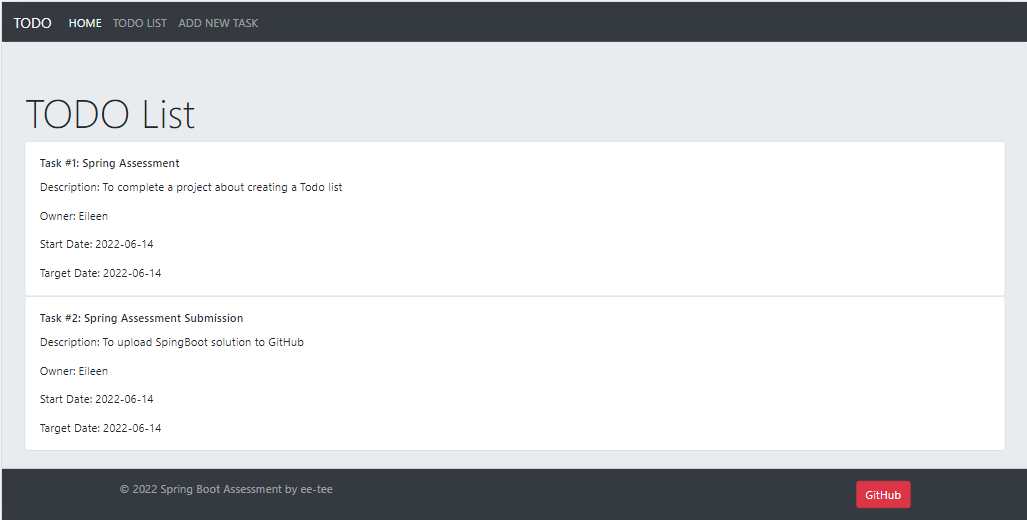 TODO HOME TODO LIST ADD NEW TASK
TODO List
Task #1: Spring Assessment
Description: To complete a project about creating a Todo list
Owner: Eileen
Start Date: 2022-06-14
Target Date: 2022-06-14
Task #2: Spring Assessment Submission
Description: To upload SpingBoot solution to GitHub
Owner: Eileen
Start Date: 2022-06-14
Target Date: 2022-06-14
© 2022 Spring Boot Assessment by ee-tee
GitHub